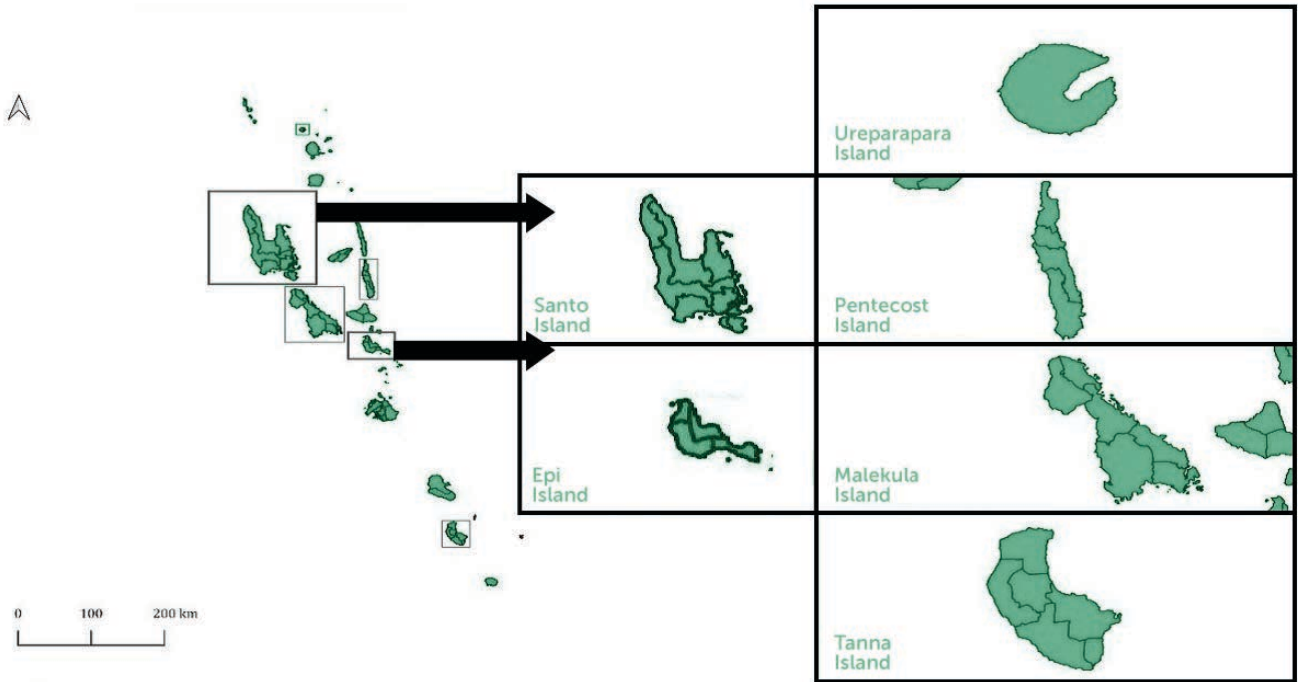 Ureparapara
Island
Santo
Island
Pentecost
Island
Epi
Island
Malekula
Island
Tanna
Island
0 100 200 km